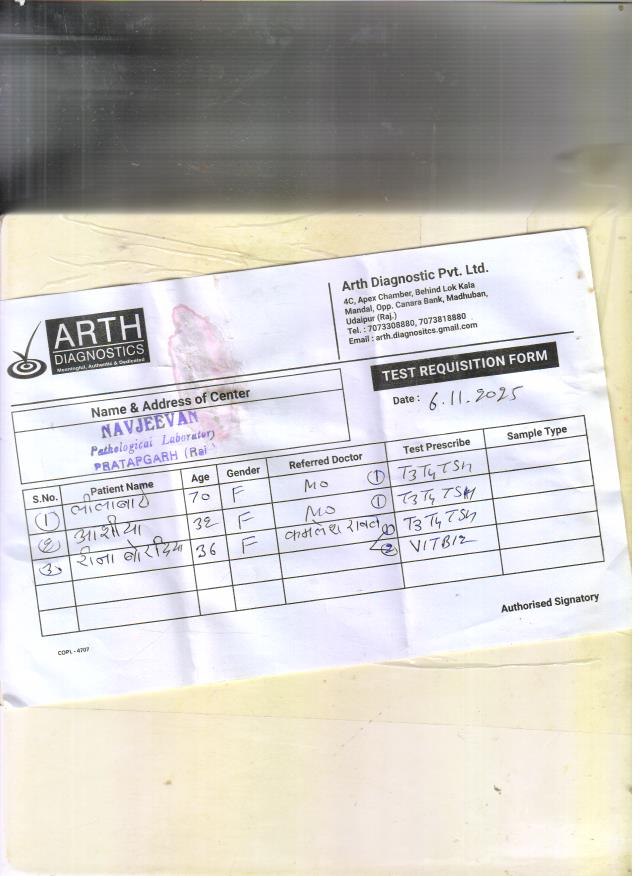 ARTH
DIAGNOSTICS
Meaningful, Authentic & Dedicated
Arth Diagnostic Pvt. Ltd.
4C, Apex Chamber, Behind Lok Kala
Mandal, Opp. Canara Bank, Madhuban,
Udaipur (Raj.)
Tel. : 7073308880, 7073818880
Email : arth.diagnositcs.gmail.com
TEST REQUISITION FORM
Date : 6.11.2025
Name & Address of Center
NAVJEEVAN
Pathological Laboratory
PRATAPGARH (Raj
S.No. Patient Name Age Gender Referred Doctor Test Prescribe Sample Type
1 लीलाबाई 70 F MO 1 T3T4TSH
2 आशीया 32 F MO 1 T3T4TSH
3 रीना बोरदिया 36 F कमलेश रावत 1 T3T4TSH
2 VITB12
Authorised Signatory
COPL - 4707